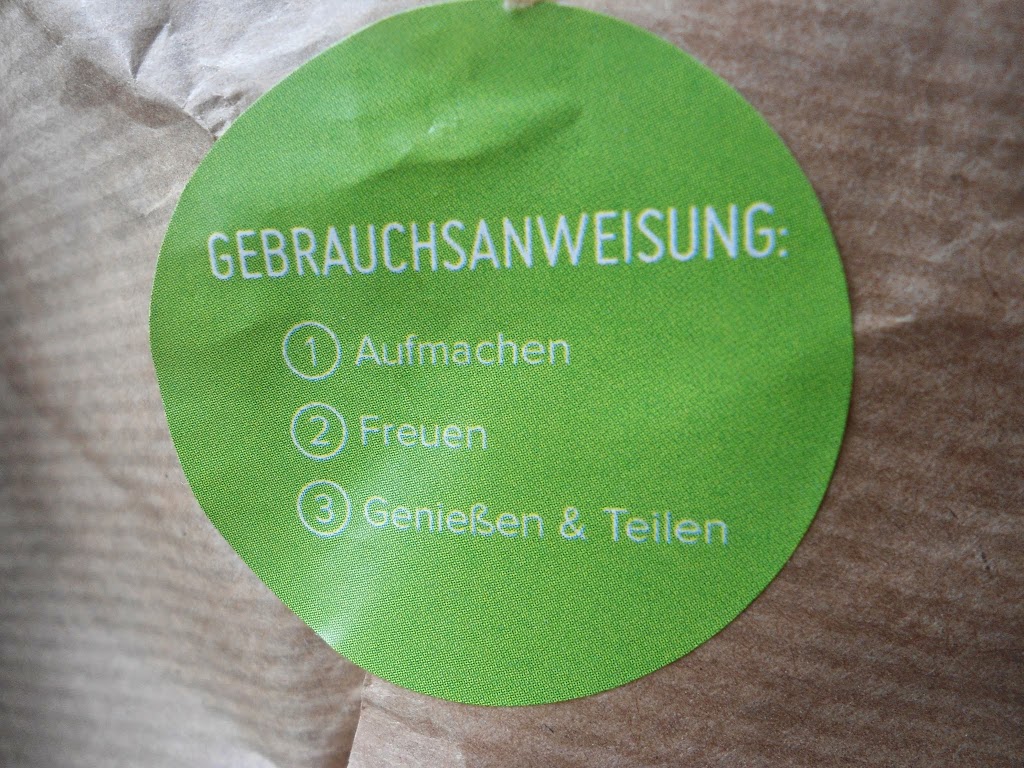 GEBRAUCHSANWEISUNG:
1 Aufmachen
2 Freuen
3 Genießen & Teilen